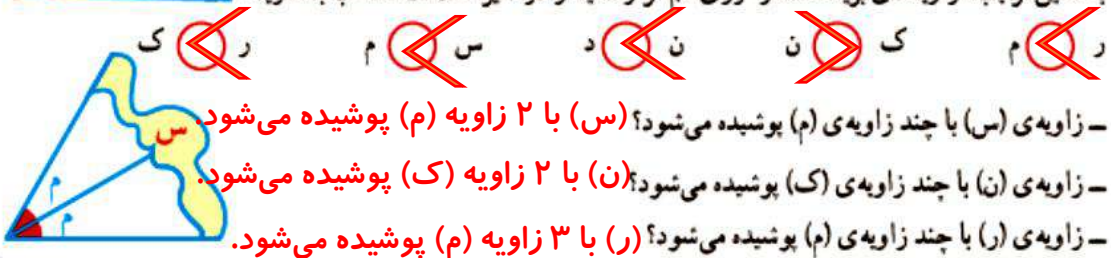 ر > م ک < ن ن > د س > م ر > ک
ـ زاویه‌ی (س) با چند زاویه‌ی (م) پوشیده می‌شود؟ (س) با ۲ زاویه (م) پوشیده می‌شود.
ـ زاویه‌ی (ن) با چند زاویه‌ی (ک) پوشیده می‌شود؟ (ن) با ۲ زاویه (ک) پوشیده می‌شود.
ـ زاویه‌ی (ر) با چند زاویه‌ی (م) پوشیده می‌شود؟ (ر) با ۳ زاویه (م) پوشیده می‌شود.
س
م
م